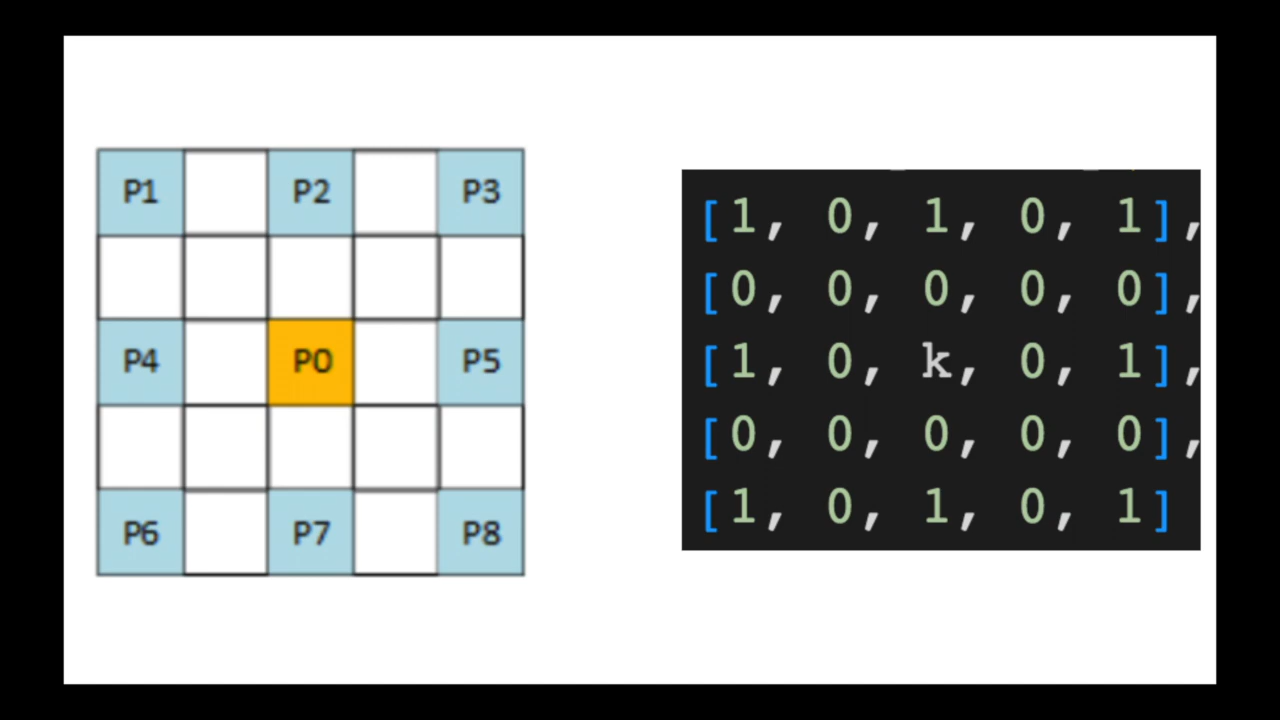 P1 P2 P3
P4 P0 P5
P6 P7 P8
[1, 0, 1, 0, 1],
[0, 0, 0, 0, 0],
[1, 0, k, 0, 1],
[0, 0, 0, 0, 0],
[1, 0, 1, 0, 1]